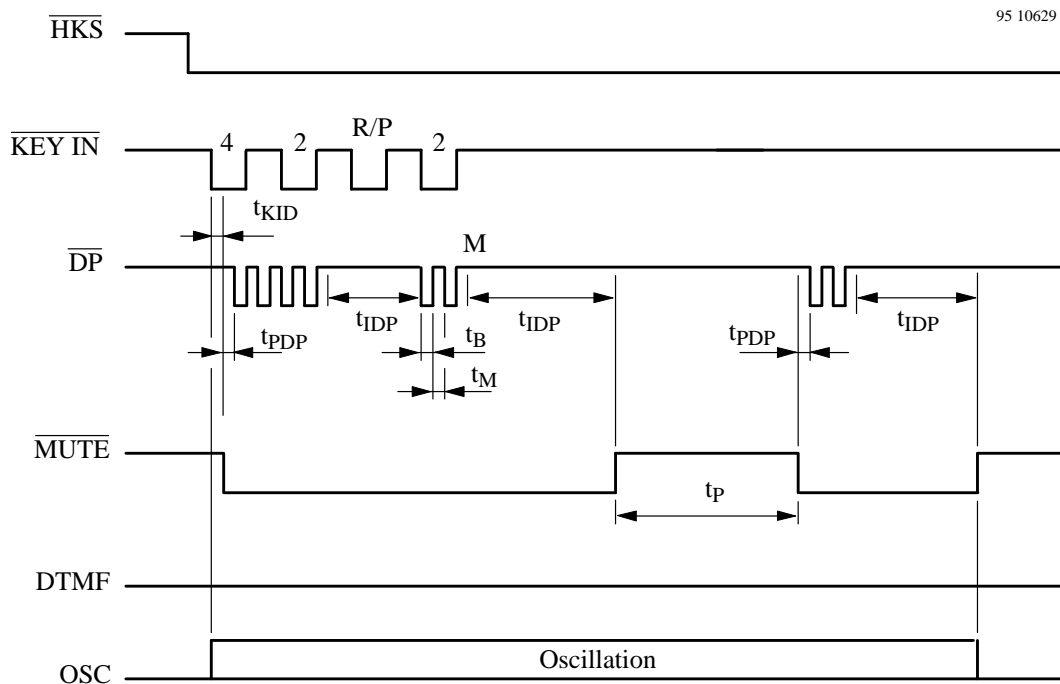 95 10629
HKS
KEY IN
4 2 R/P 2
tKID
DP
M
tPDP tIDP tB tIDP tPDP tIDP
tM
MUTE
tP
DTMF
OSC
Oscillation